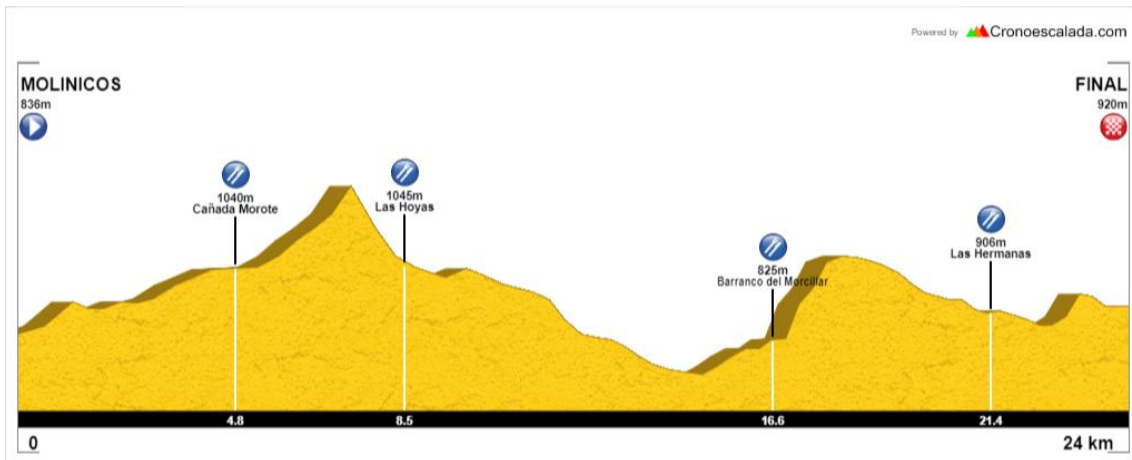 Powered by Cronoescalada.com
MOLINICOS
836m
FINAL
920m
1040m
Cañada Morote
1045m
Las Hoyas
825m
Barranco del Morcillar
906m
Las Hermanas
4.8
8.5
16.6
21.4
0
24 km